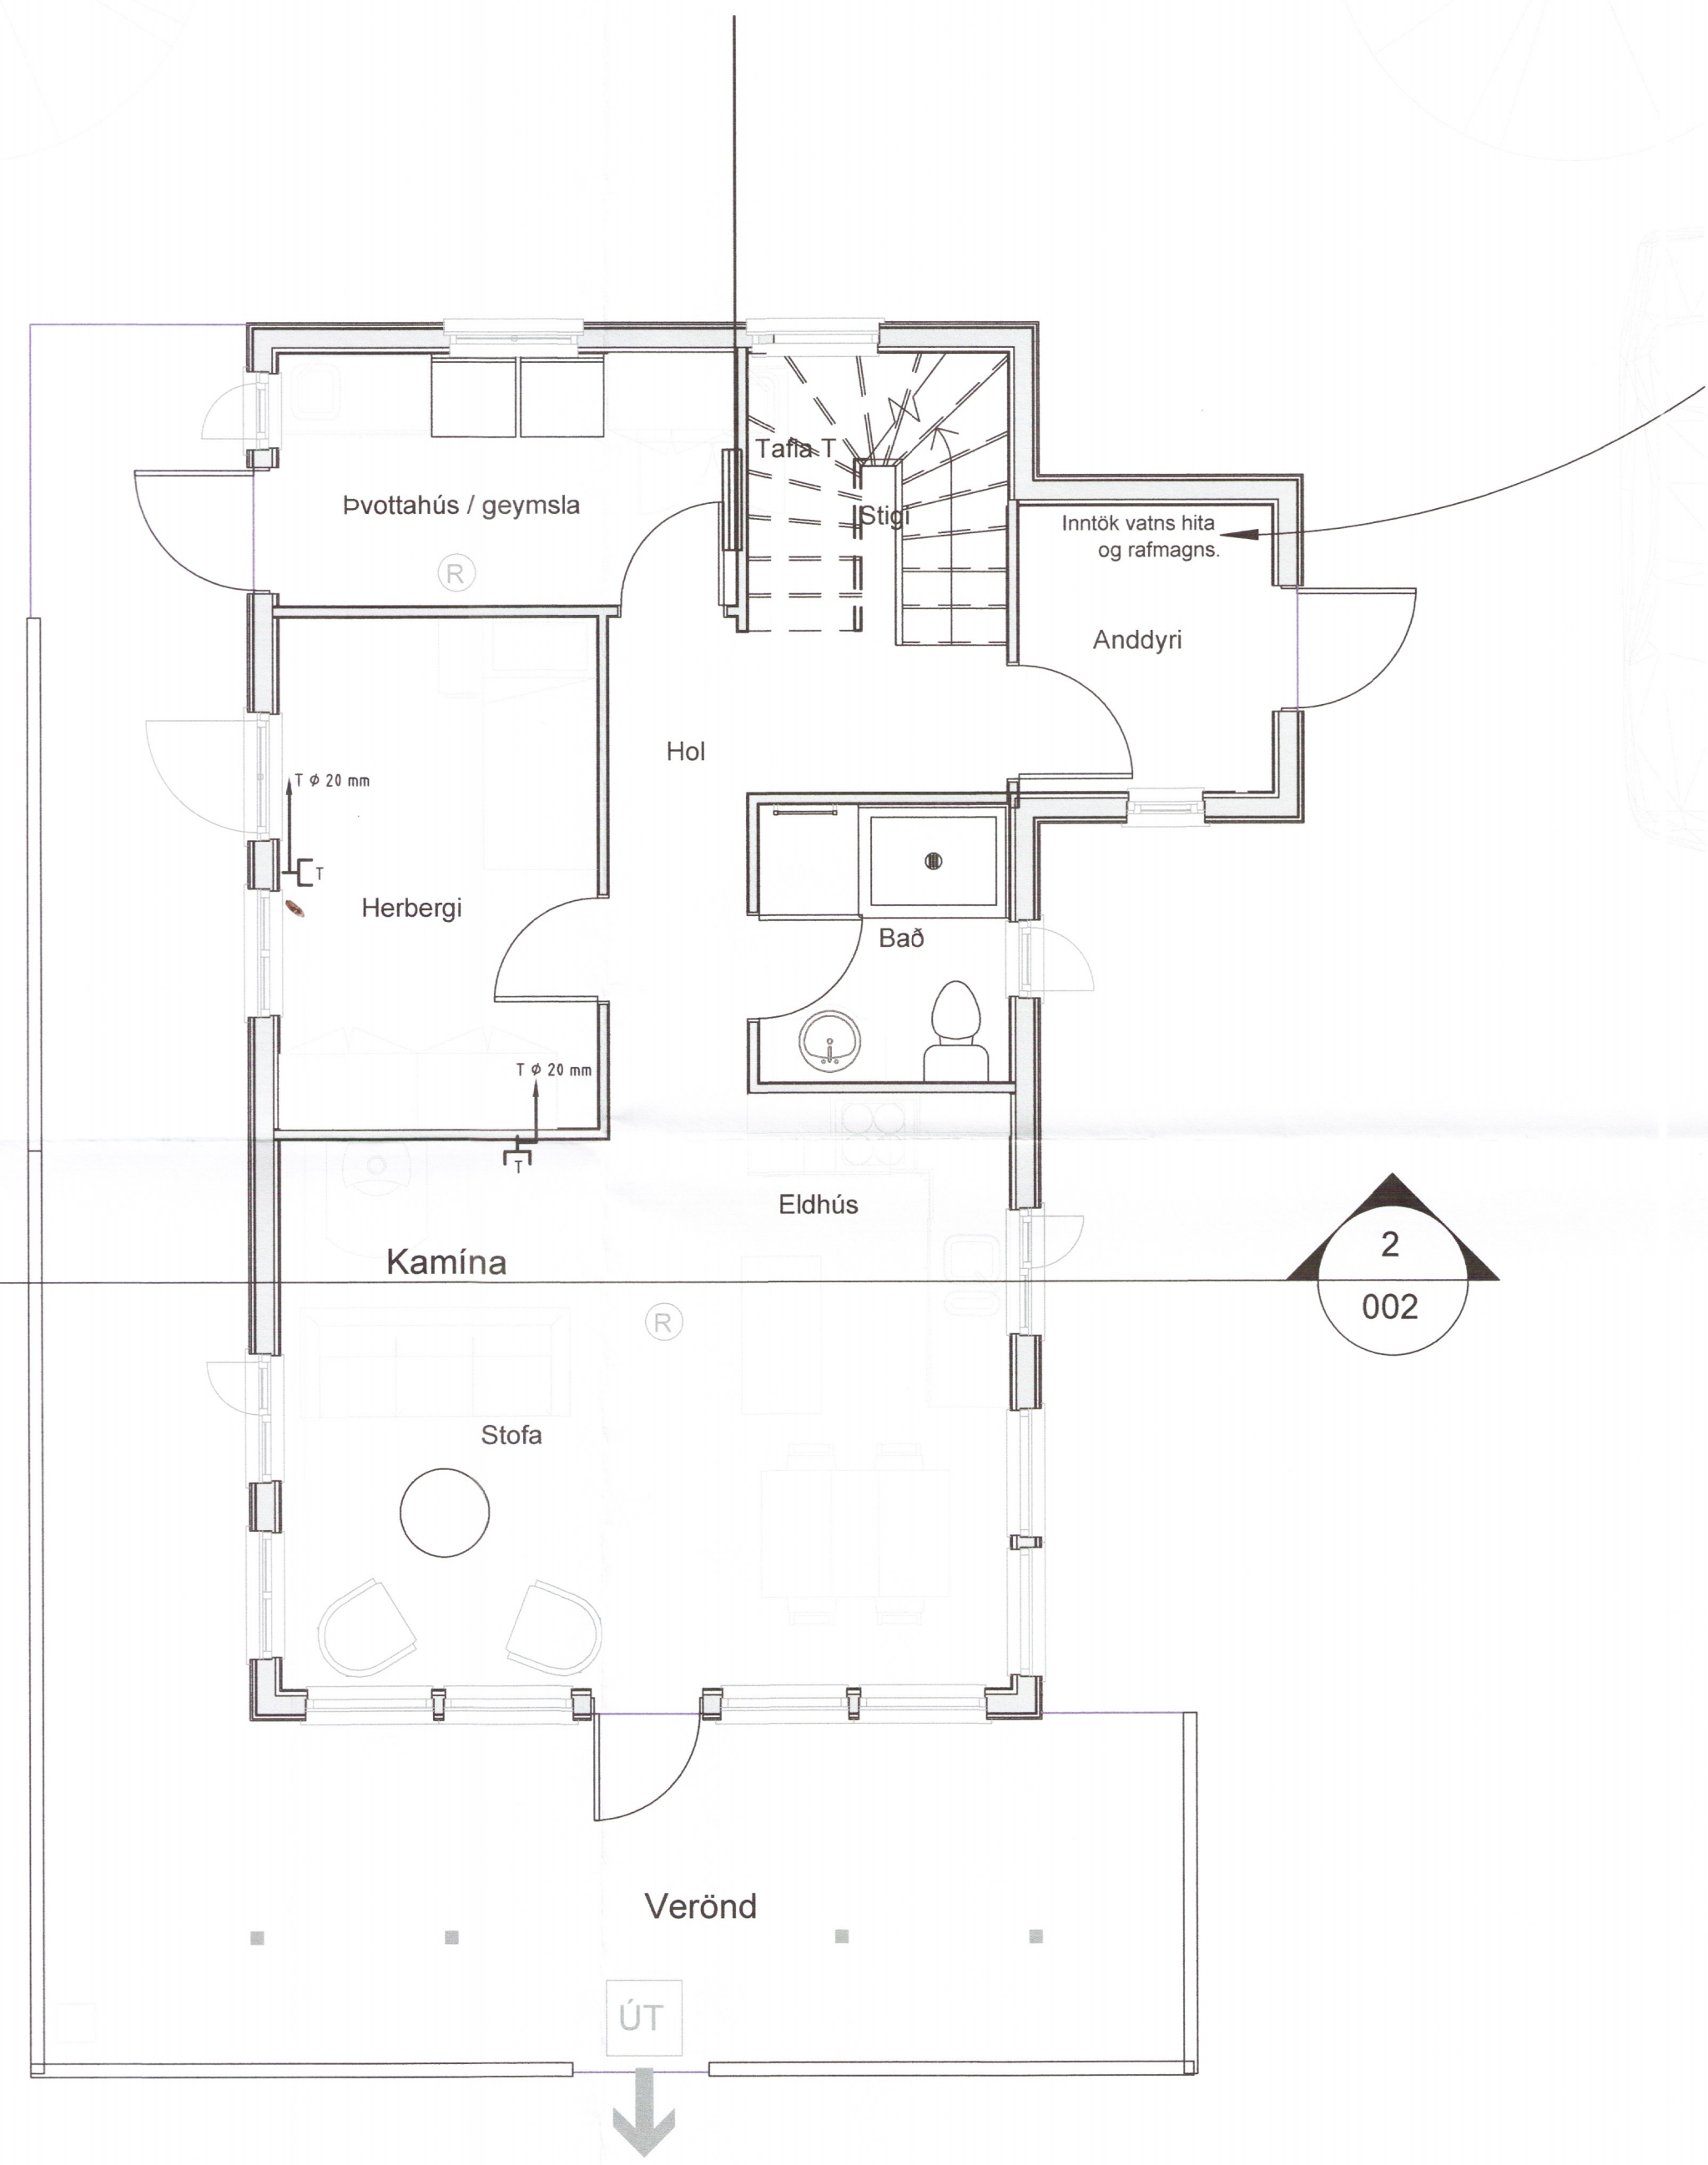 Tafla T
Þvottahús / geymsla
Stigi
Inntök vatns hita
og rafmagns.
R
Anddyri
Hol
T ø 20 mm
T
Herbergi
Bað
T ø 20 mm
T
Eldhús
Kamína
2
002
R
Stofa
Verönd
ÚT